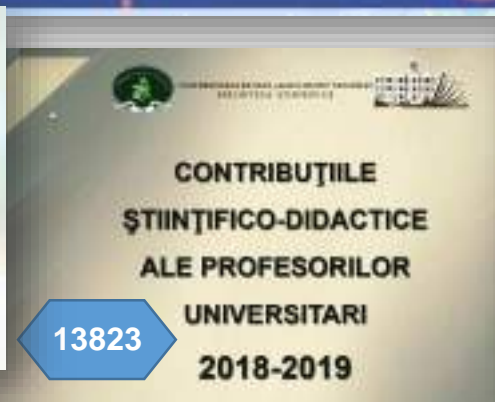 CONTRIBUŢIILE
ŞTIINŢIFICO-DIDACTICE
ALE PROFESORILOR
UNIVERSITARI
2018-2019
13823